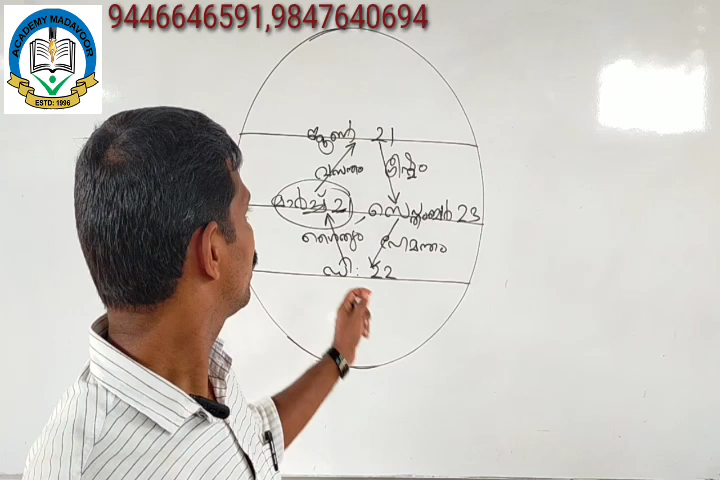 9446646591,9847640694
ACADEMY MADAVOOR
ESTD: 1996
ജൂൺ 21
വസന്തം ഗ്രീഷ്മം
മാർച്ച് 21 സെപ്റ്റംബർ 23
ശൈത്യം ഹേമന്തം
ഡി: 22